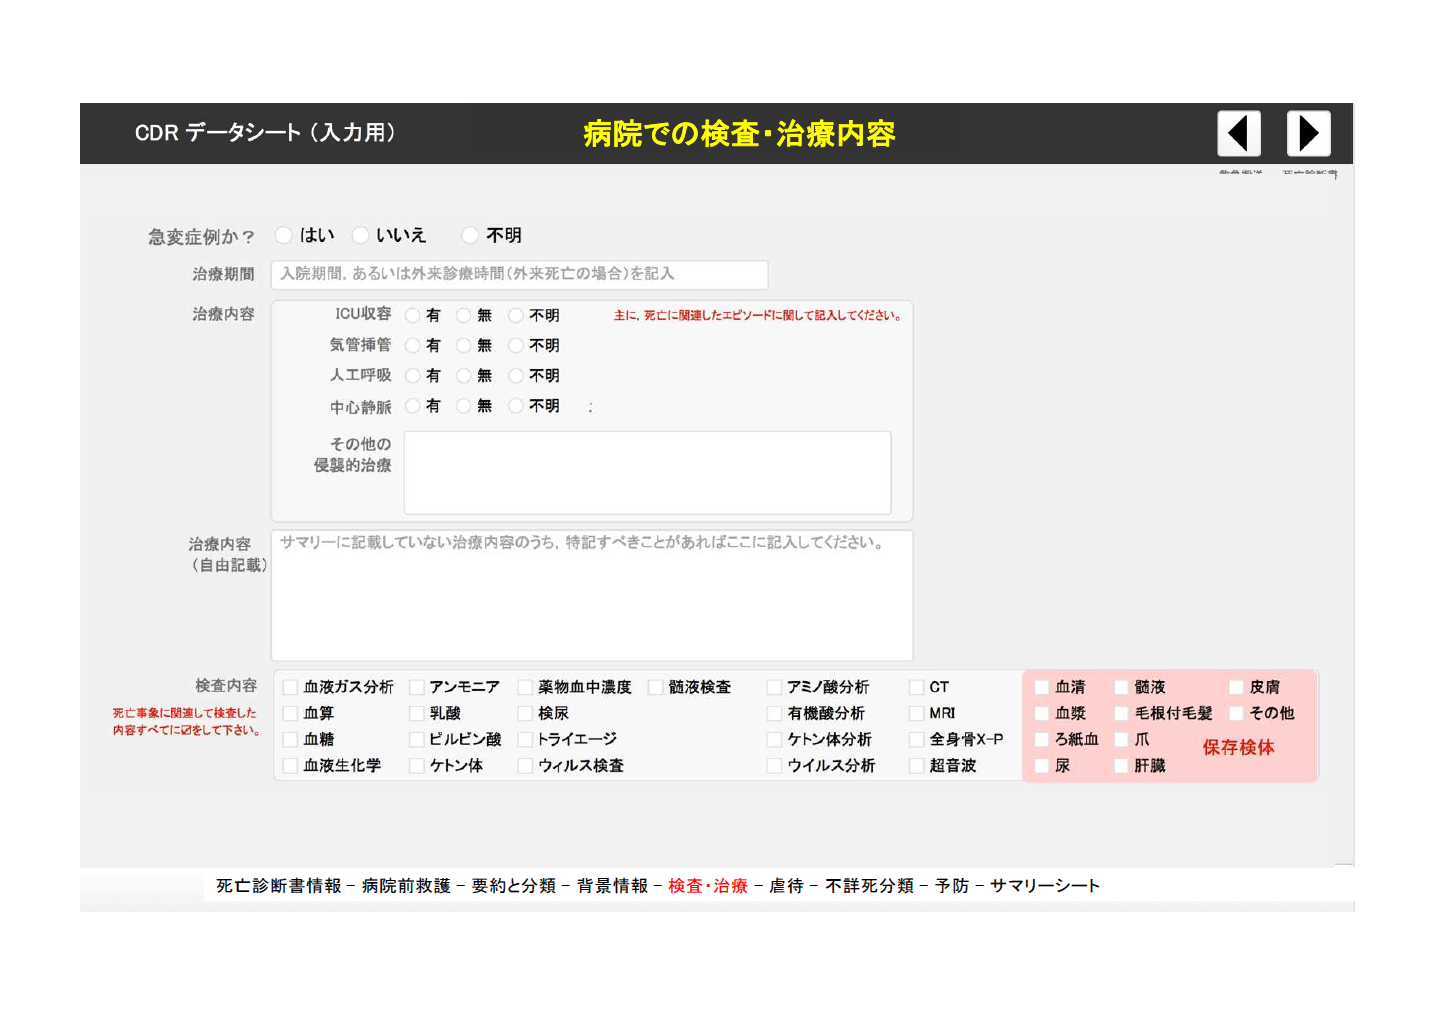 CDR データシート（入力用）
病院での検査・治療内容
救急搬送 死亡診断書
急変症例か？ はい いいえ 不明
治療期間 入院期間，あるいは外来診療時間（外来死亡の場合）を記入
治療内容 ICU収容 有 無 不明 主に，死亡に関連したエピソードに関して記入してください。
気管挿管 有 無 不明
人工呼吸 有 無 不明
中心静脈 有 無 不明 :
その他の
侵襲的治療
治療内容 サマリーに記載していない治療内容のうち，特記すべきことがあればここに記入してください。
（自由記載）
検査内容 血液ガス分析 アンモニア 薬物血中濃度 髄液検査 アミノ酸分析 CT 血清 髄液 皮膚
死亡事象に関連して検査した 血算 乳酸 検尿 有機酸分析 MRI 血漿 毛根付毛髪 その他
内容すべてに☑をして下さい。 血糖 ピルビン酸 トライエージ ケトン体分析 全身骨X-P ろ紙血 爪 保存検体
血液生化学 ケトン体 ウィルス検査 ウイルス分析 超音波 尿 肝臓
死亡診断書情報 – 病院前救護 – 要約と分類 – 背景情報 – 検査・治療 – 虐待 – 不詳死分類 – 予防 – サマリーシート